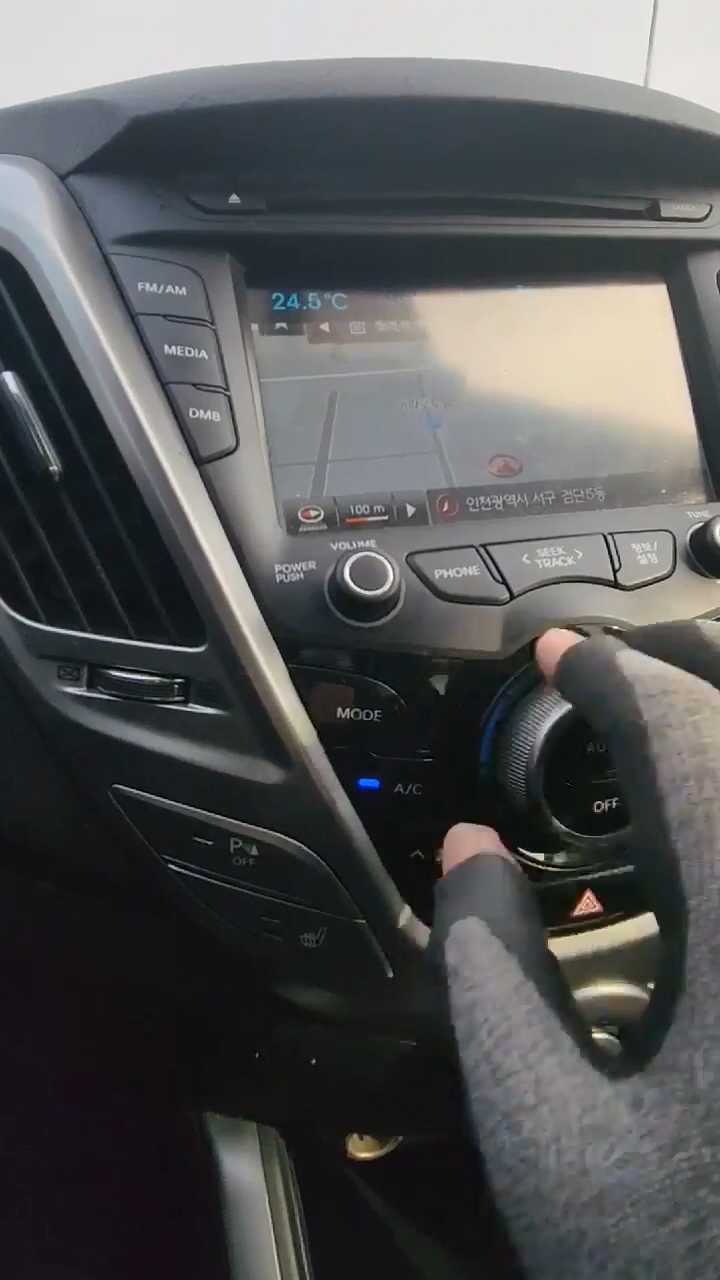 FM/AM
24.5°C
MEDIA
DMB
100 m
인천광역시 서구 검단5동
VOLUME
POWER
PUSH
PHONE
SEEK
TRACK
정보/
설정
TUNE
MODE
A/C
OFF
P
OFF